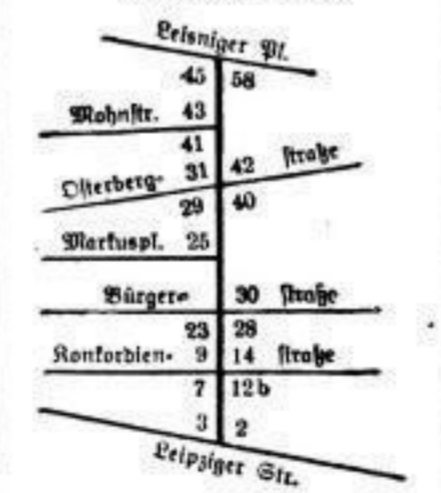 Leisniger Pl.
45 58
Mohnstr. 43
41
Osterberg- 31 42 straße
29 40
Markuspl. 25
Bürger- 30 straße
23 28
Konkordien- 9 14 straße
7 12b
3 2
Leipziger Str.